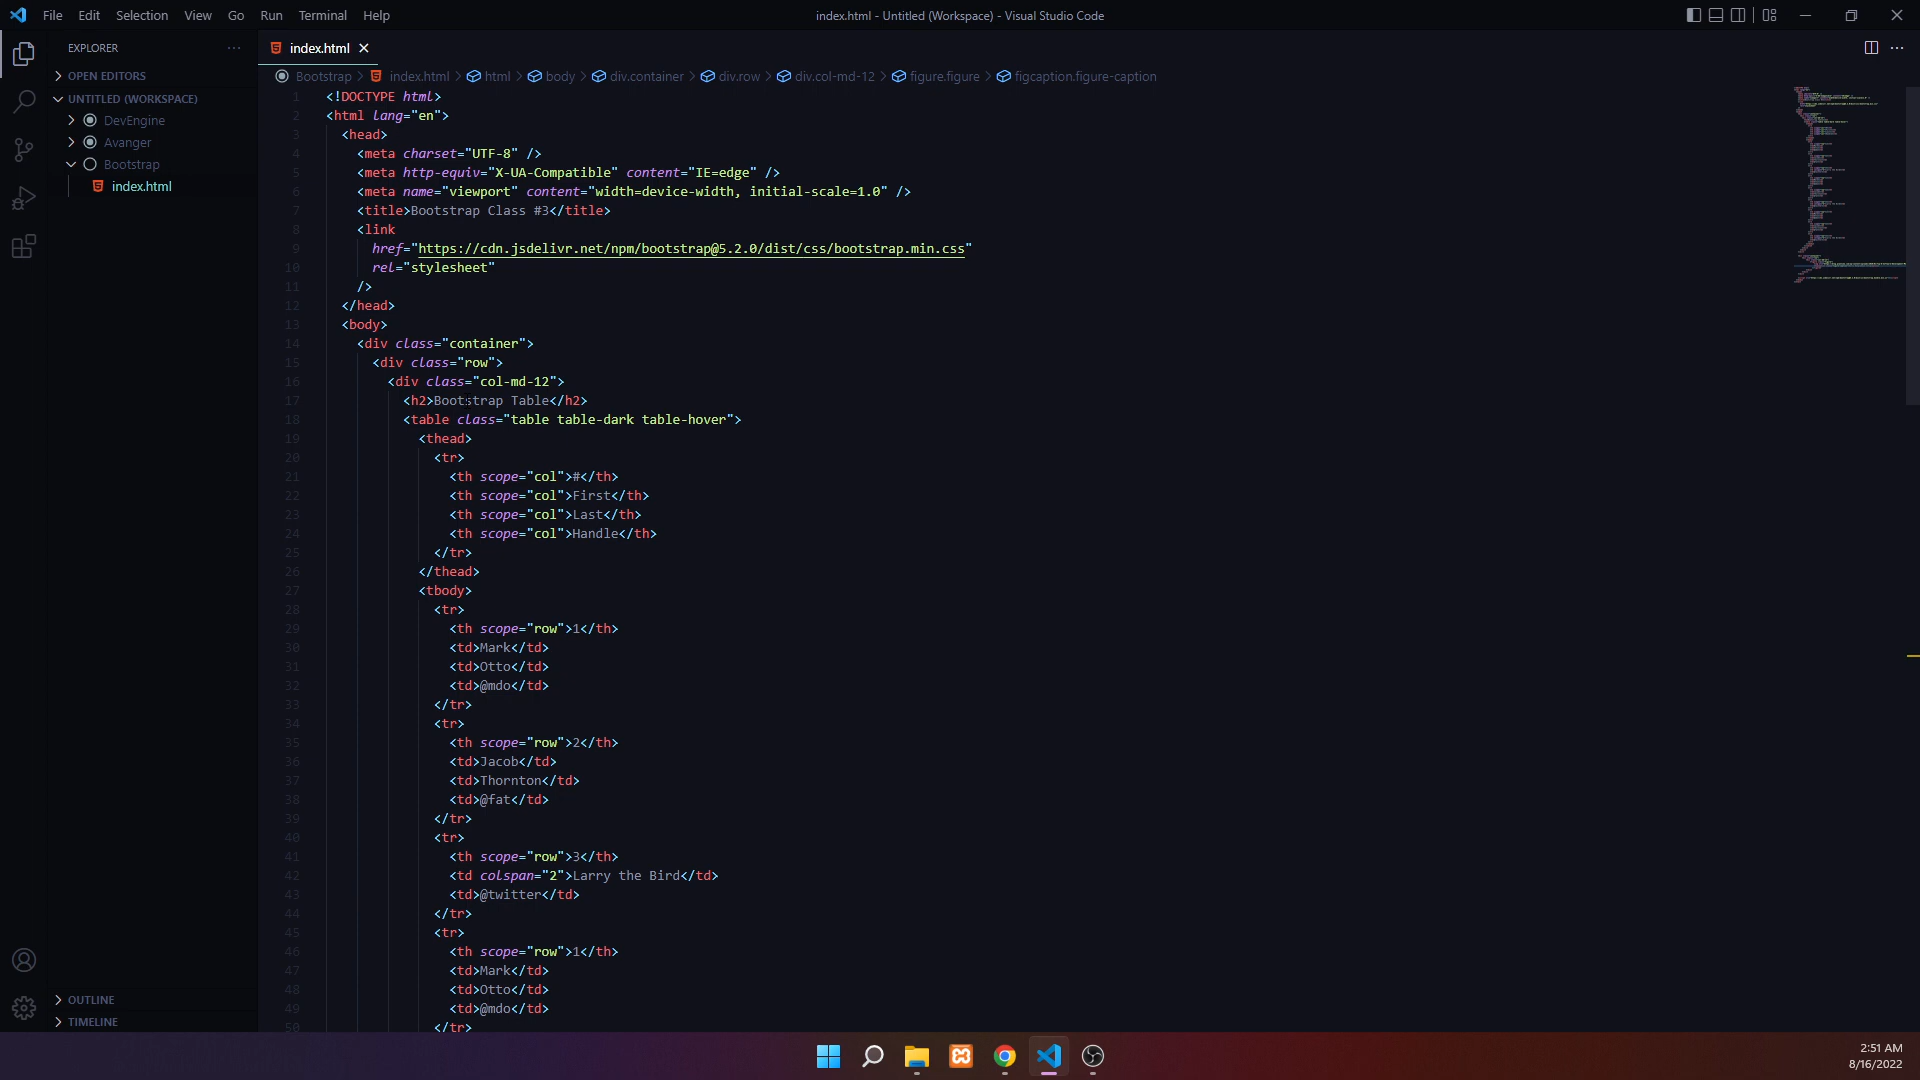 File Edit Selection View Go Run Terminal Help
index.html - Untitled (Workspace) - Visual Studio Code
EXPLORER
index.html
OPEN EDITORS
UNTITLED (WORKSPACE)
DevEngine
Avanger
Bootstrap
index.html
OUTLINE
TIMELINE
Bootstrap > index.html > html > body > div.container > div.row > div.col-md-12 > figure.figure > figcaption.figure-caption
1 <!DOCTYPE html>
2 <html lang="en">
3 <head>
4 <meta charset="UTF-8" />
5 <meta http-equiv="X-UA-Compatible" content="IE=edge" />
6 <meta name="viewport" content="width=device-width, initial-scale=1.0" />
7 <title>Bootstrap Class #3</title>
8 <link
9 href="https://cdn.jsdelivr.net/npm/bootstrap@5.2.0/dist/css/bootstrap.min.css"
10 rel="stylesheet"
11 />
12 </head>
13 <body>
14 <div class="container">
15 <div class="row">
16 <div class="col-md-12">
17 <h2>Bootstrap Table</h2>
18 <table class="table table-dark table-hover">
19 <thead>
20 <tr>
21 <th scope="col">#</th>
22 <th scope="col">First</th>
23 <th scope="col">Last</th>
24 <th scope="col">Handle</th>
25 </tr>
26 </thead>
27 <tbody>
28 <tr>
29 <th scope="row">1</th>
30 <td>Mark</td>
31 <td>Otto</td>
32 <td>@mdo</td>
33 </tr>
34 <tr>
35 <th scope="row">2</th>
36 <td>Jacob</td>
37 <td>Thornton</td>
38 <td>@fat</td>
39 </tr>
40 <tr>
41 <th scope="row">3</th>
42 <td colspan="2">Larry the Bird</td>
43 <td>@twitter</td>
44 </tr>
45 <tr>
46 <th scope="row">1</th>
47 <td>Mark</td>
48 <td>Otto</td>
49 <td>@mdo</td>
50 </tr>
2:51 AM
8/16/2022